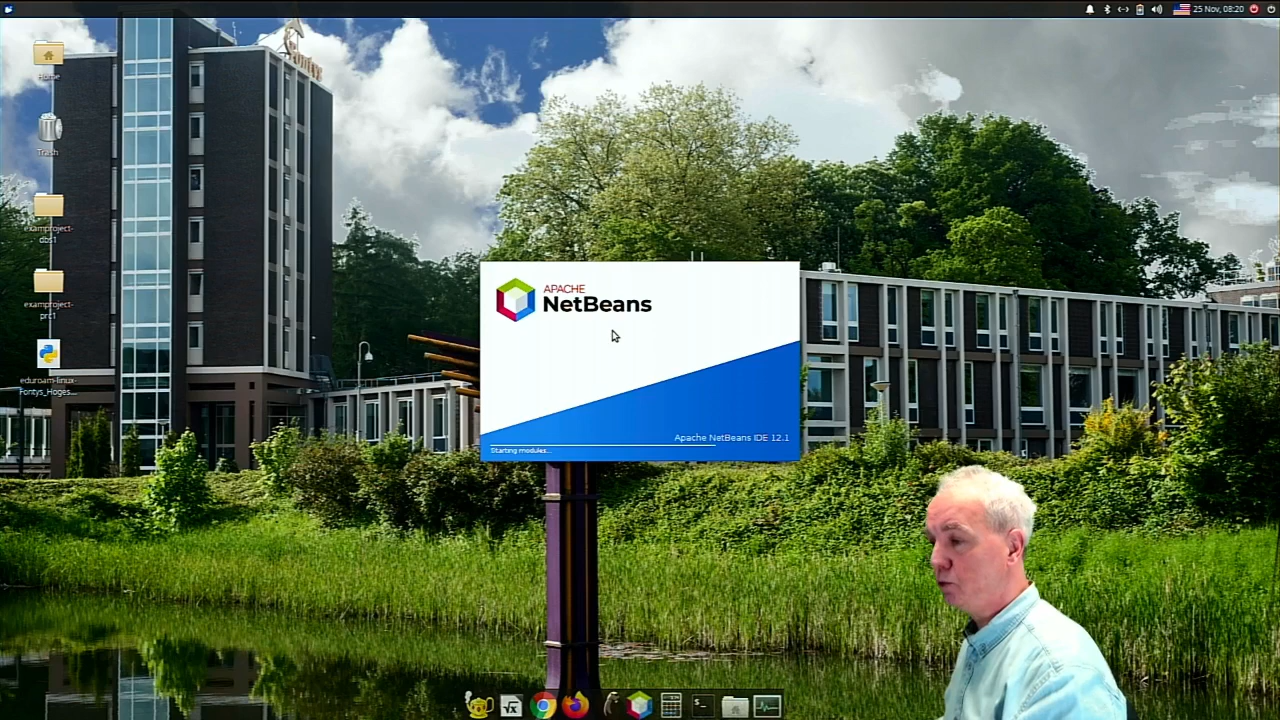 25 Nov, 08:20
Home
Trash
examproject-
dbs1
examproject-
prc1
eduroam-linux-
Fontys_Hoges...
APACHE
NetBeans
Apache NetBeans IDE 12.1
Starting modules...